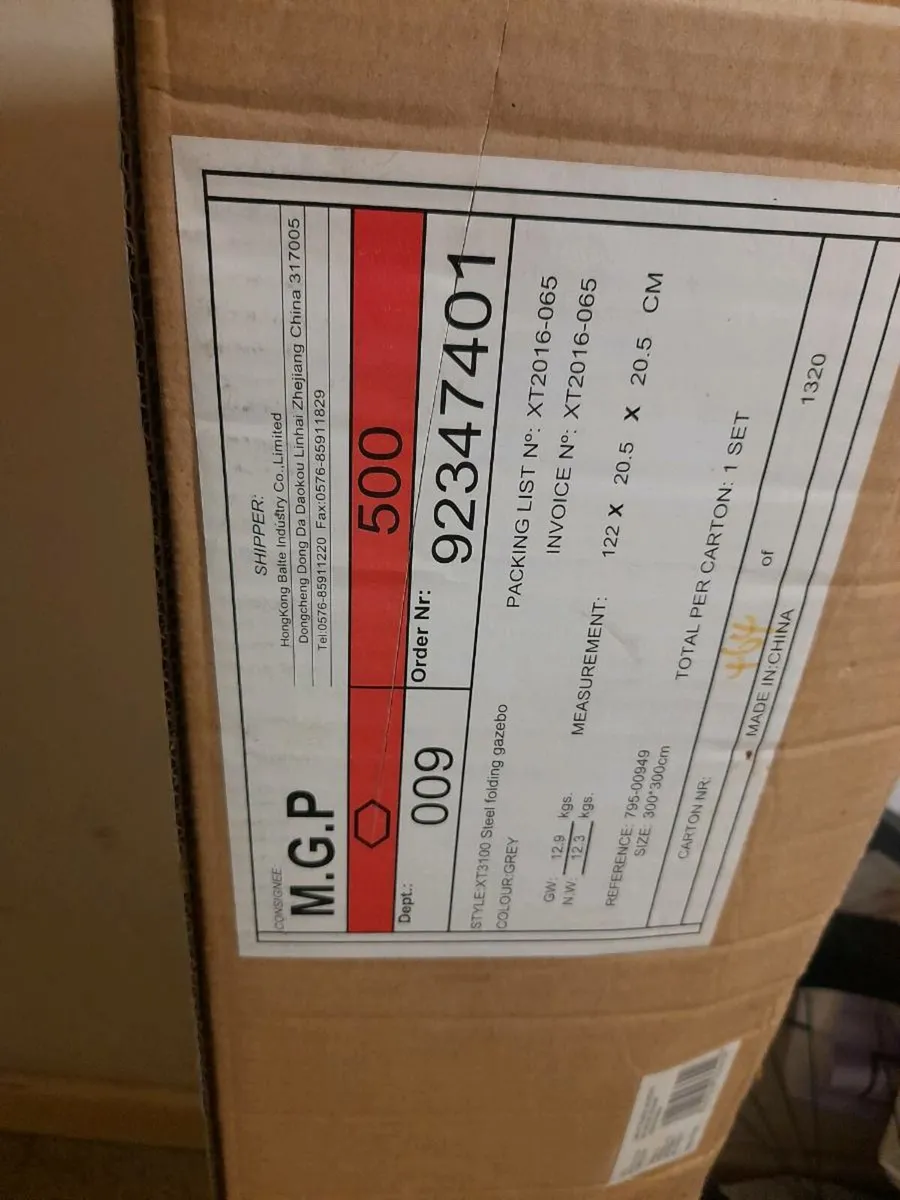 CONSIGNEE:
M.G.P
SHIPPER:
HongKong Balte Industry Co.,Limited
Dongcheng Dong Da Daokou Linhai Zhejiang China 317005
Tel:0576-85911220 Fax:0576-85911829
500
Dept.: 009
Order Nr: 92347401
STYLE:XT3100 Steel folding gazebo
COLOUR:GREY
PACKING LIST Nº: XT2016-065
INVOICE Nº: XT2016-065
GW: 12.9 kgs.
N.W: 12.3 kgs.
MEASUREMENT: 122 X 20.5 X 20.5 CM
REFERENCE: 795-00949
SIZE: 300*300cm
TOTAL PER CARTON: 1 SET
CARTON NR: 464 of 1320
MADE IN:CHINA